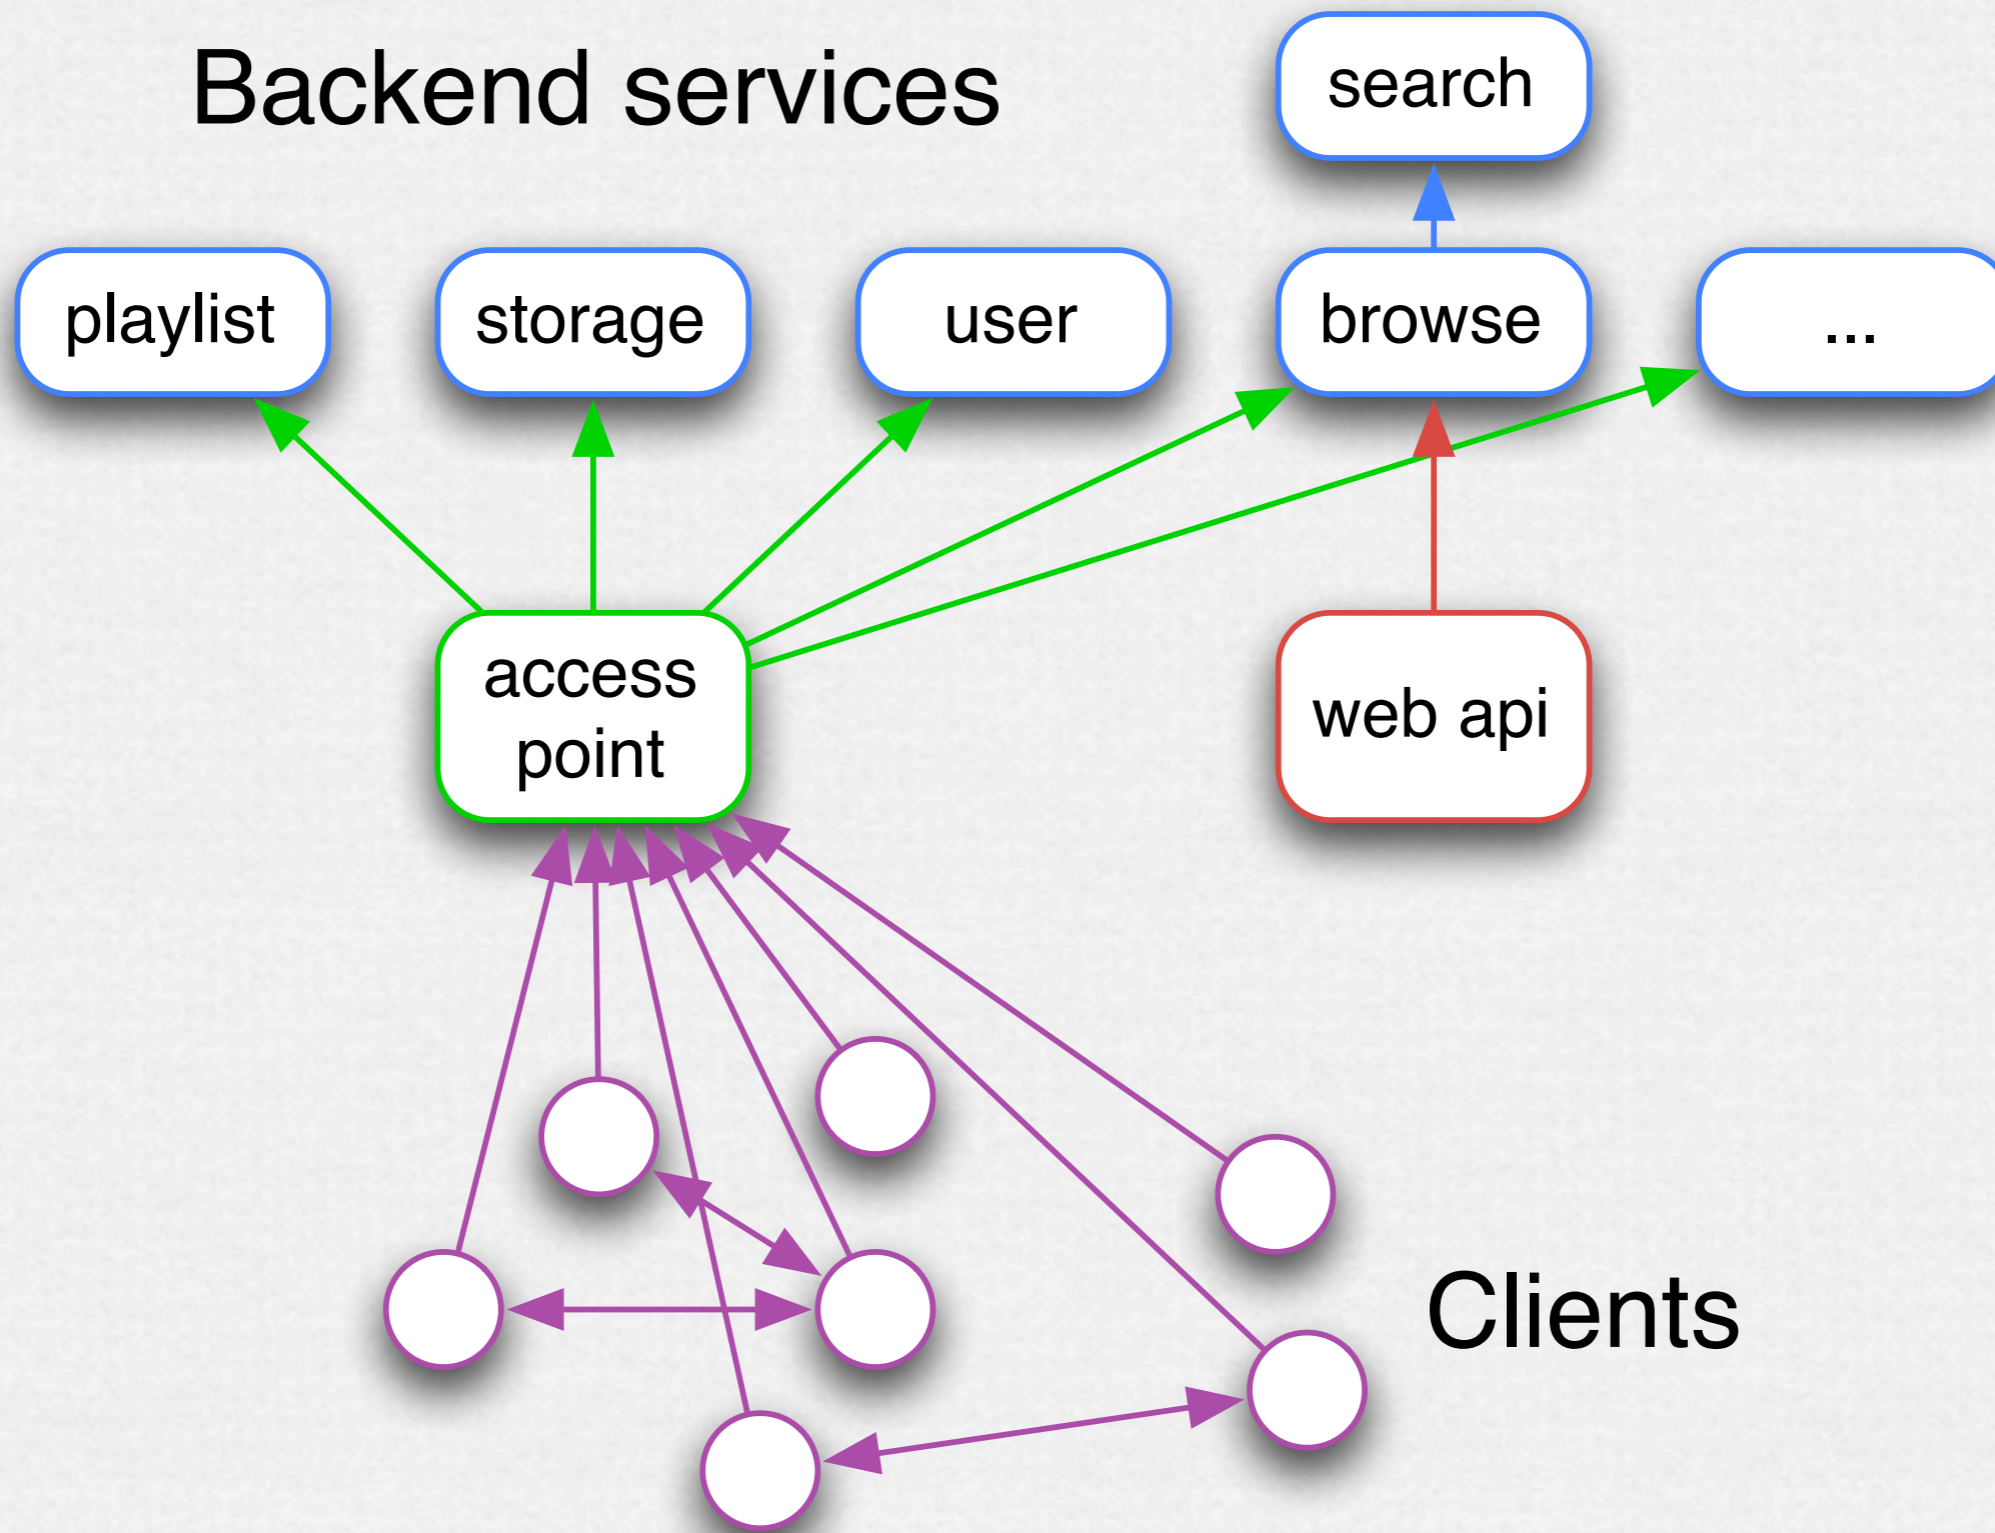 Backend services
search
playlist
storage
user
browse
...
access
point
web api
Clients